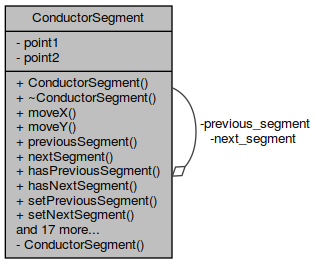 ConductorSegment
- point1
- point2
+ ConductorSegment()
+ ~ConductorSegment()
+ moveX()
+ moveY()
+ previousSegment()
+ nextSegment()
+ hasPreviousSegment()
+ hasNextSegment()
+ setPreviousSegment()
+ setNextSegment()
and 17 more...
- ConductorSegment()
-previous_segment
-next_segment